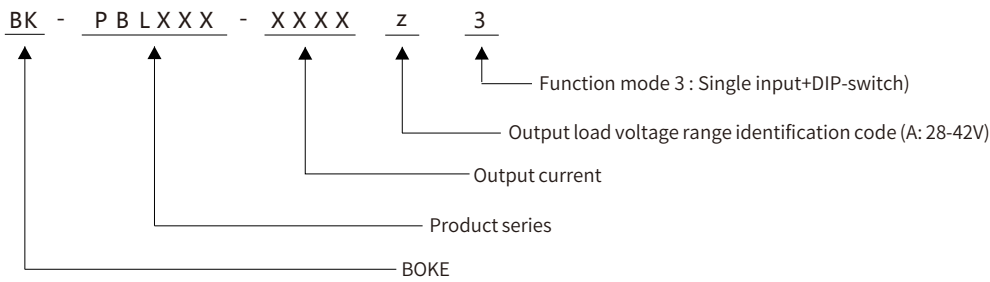 BK - PBLXXX - XXXX z 3
Function mode 3 : Single input+DIP-switch)
Output load voltage range identification code (A: 28-42V)
Output current
Product series
BOKE